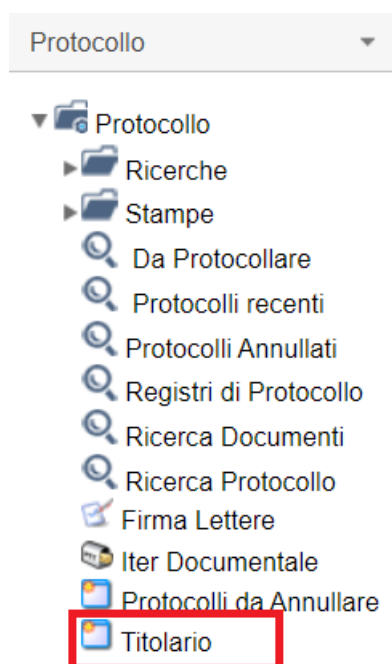 Protocollo
Protocollo
Ricerche
Stampe
Da Protocollare
Protocolli recenti
Protocolli Annullati
Registri di Protocollo
Ricerca Documenti
Ricerca Protocollo
Firma Lettere
Iter Documentale
Protocolli da Annullare
Titolario